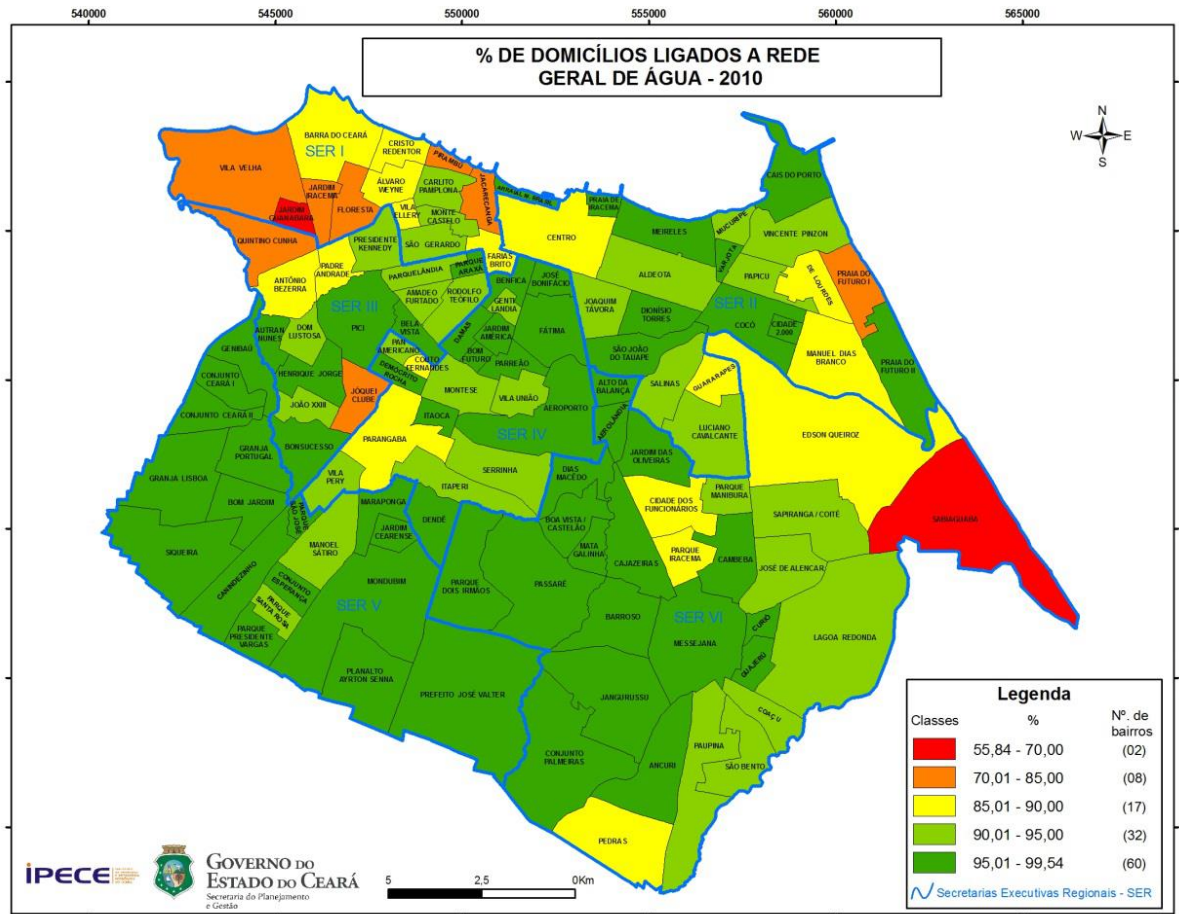 540000 545000 550000 555000 560000 565000
% DE DOMICÍLIOS LIGADOS A REDE
GERAL DE ÁGUA - 2010
N
W E
S
BARRA DO CEARÁ
SER I
CRISTO
REDENTOR
PIRAMBÚ
VILA VELHA
JARDIM
IRACEMA
ÁLVARO
WEYNE
CARLITO
PAMPLONA
JACARECANGA
JARDIM
GUANABARA
FLORESTA
VILA
ELLERY
MONTE
CASTELO
PRAIA DE
IRACEMA
CAIS DO PORTO
QUINTINO CUNHA
PRESIDENTE
KENNEDY
SÃO GERARDO
CENTRO
MEIRELES
MUCURIPE
VICENTE PINZON
VARJOTA
PADRE
ANDRADE
FARIAS
BRITO
ANTÔNIO
BEZERRA
PARQUELÂNDIA
PARQUE
ARAXÁ
BENFICA
JOSÉ
BONIFÁCIO
ALDEOTA
PAPICU
DE LOURDES
PRAIA DO
FUTURO I
SER III
AMADEO
FURTADO
RODOLFO
TEÓFILO
GENTE
LANDIA
JOAQUIM
TÁVORA
DIONÍSIO
TORRES
SER II
COCÓ
CIDADE
2.000
AUTRAN
NUNES
DOM
LUSTOSA
PICI
BELA
VISTA
DAMAS
JARDIM
AMÉRICA
FÁTIMA
GENIBAÚ
PAN
AMERICANO
BOM
FUTURO
PARREÃO
SÃO JOÃO
DO TAUAPE
MANUEL DIAS
BRANCO
PRAIA DO
FUTURO II
CONJUNTO
CEARÁ I
HENRIQUE JORGE
DEMÓCRITO
ROCHA
COUTO
FERNANDES
JÓQUEI
CLUBE
MONTESE
VILA UNIÃO
ALTO DA
BALANÇA
SALINAS
GUARARAPES
CONJUNTO CEARÁ II
JOÃO XXIII
ITAOCA
AEROPORTO
AEROLÂNDIA
LUCIANO
CAVALCANTE
EDSON QUEIROZ
GRANJA
PORTUGAL
BONSUCESSO
PARANGABA
SER IV
JARDIM DAS
OLIVEIRAS
GRANJA LISBOA
VILA
PERY
SERRINHA
ITAPERI
DIAS
MACÊDO
PARQUE
MANIBURA
BOM JARDIM
PARQUE
SÃO JOSÉ
MARAPONGA
DENDÊ
CIDADE DOS
FUNCIONÁRIOS
SAPIRANGA / COITÉ
SABIAGUABA
SIQUEIRA
MANOEL
SÁTIRO
JARDIM
CEARENSE
BOA VISTA /
CASTELÃO
MATA
GALINHA
PARQUE
IRACEMA
CAMBEBA
JOSÉ DE ALENCAR
CANINDEZINHO
CONJUNTO
ESPERANÇA
MONDUBIM
PARQUE
DOIS IRMÃOS
PASSARÉ
CAJAZEIRAS
PARQUE
SANTA ROSA
SER V
BARROSO
SER VI
MESSEJANA
CURIÓ
LAGOA REDONDA
PARQUE
PRESIDENTE
VARGAS
GUAJERÚ
PLANALTO
AYRTON SENNA
PREFEITO JOSÉ VALTER
JANGURUSSU
COAÇU
PAUPINA
CONJUNTO
PALMEIRAS
ANCURI
SÃO BENTO
PEDRAS
Legenda
Classes % Nº. de
bairros
55,84 - 70,00 (02)
70,01 - 85,00 (08)
85,01 - 90,00 (17)
90,01 - 95,00 (32)
95,01 - 99,54 (60)
Secretarias Executivas Regionais - SER
IPECE
GOVERNO DO
ESTADO DO CEARÁ
Secretaria do Planejamento
e Gestão
5 2,5 0Km